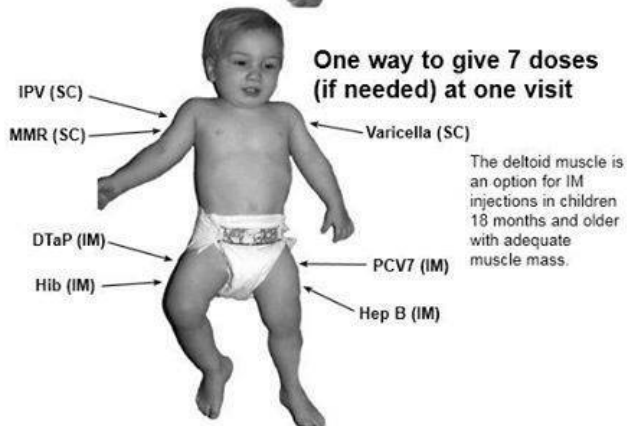 One way to give 7 doses
(if needed) at one visit
IPV (SC)
MMR (SC)
Varicella (SC)
The deltoid muscle is
an option for IM
injections in children
18 months and older
with adequate
muscle mass.
DTaP (IM)
Hib (IM)
PCV7 (IM)
Hep B (IM)